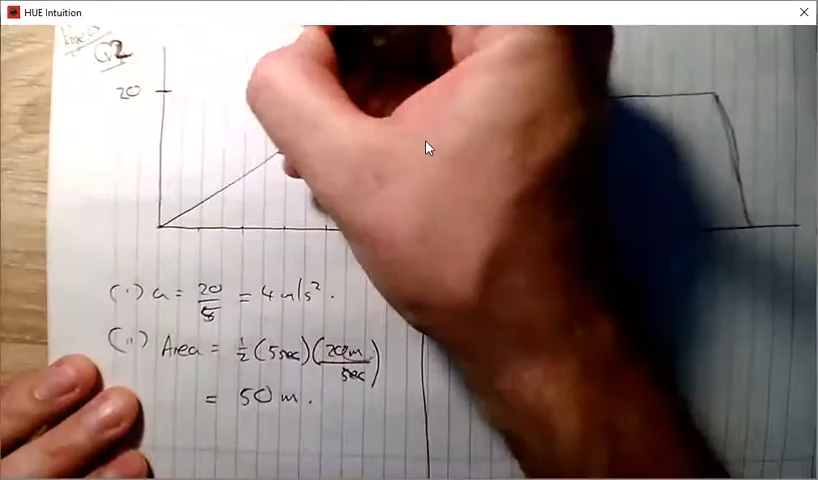 HUE Intuition
Q2
20
(i) a = 20/5 = 4 m/s².
(ii) Area = ½ (5sec) (20m/sec)
= 50 m.